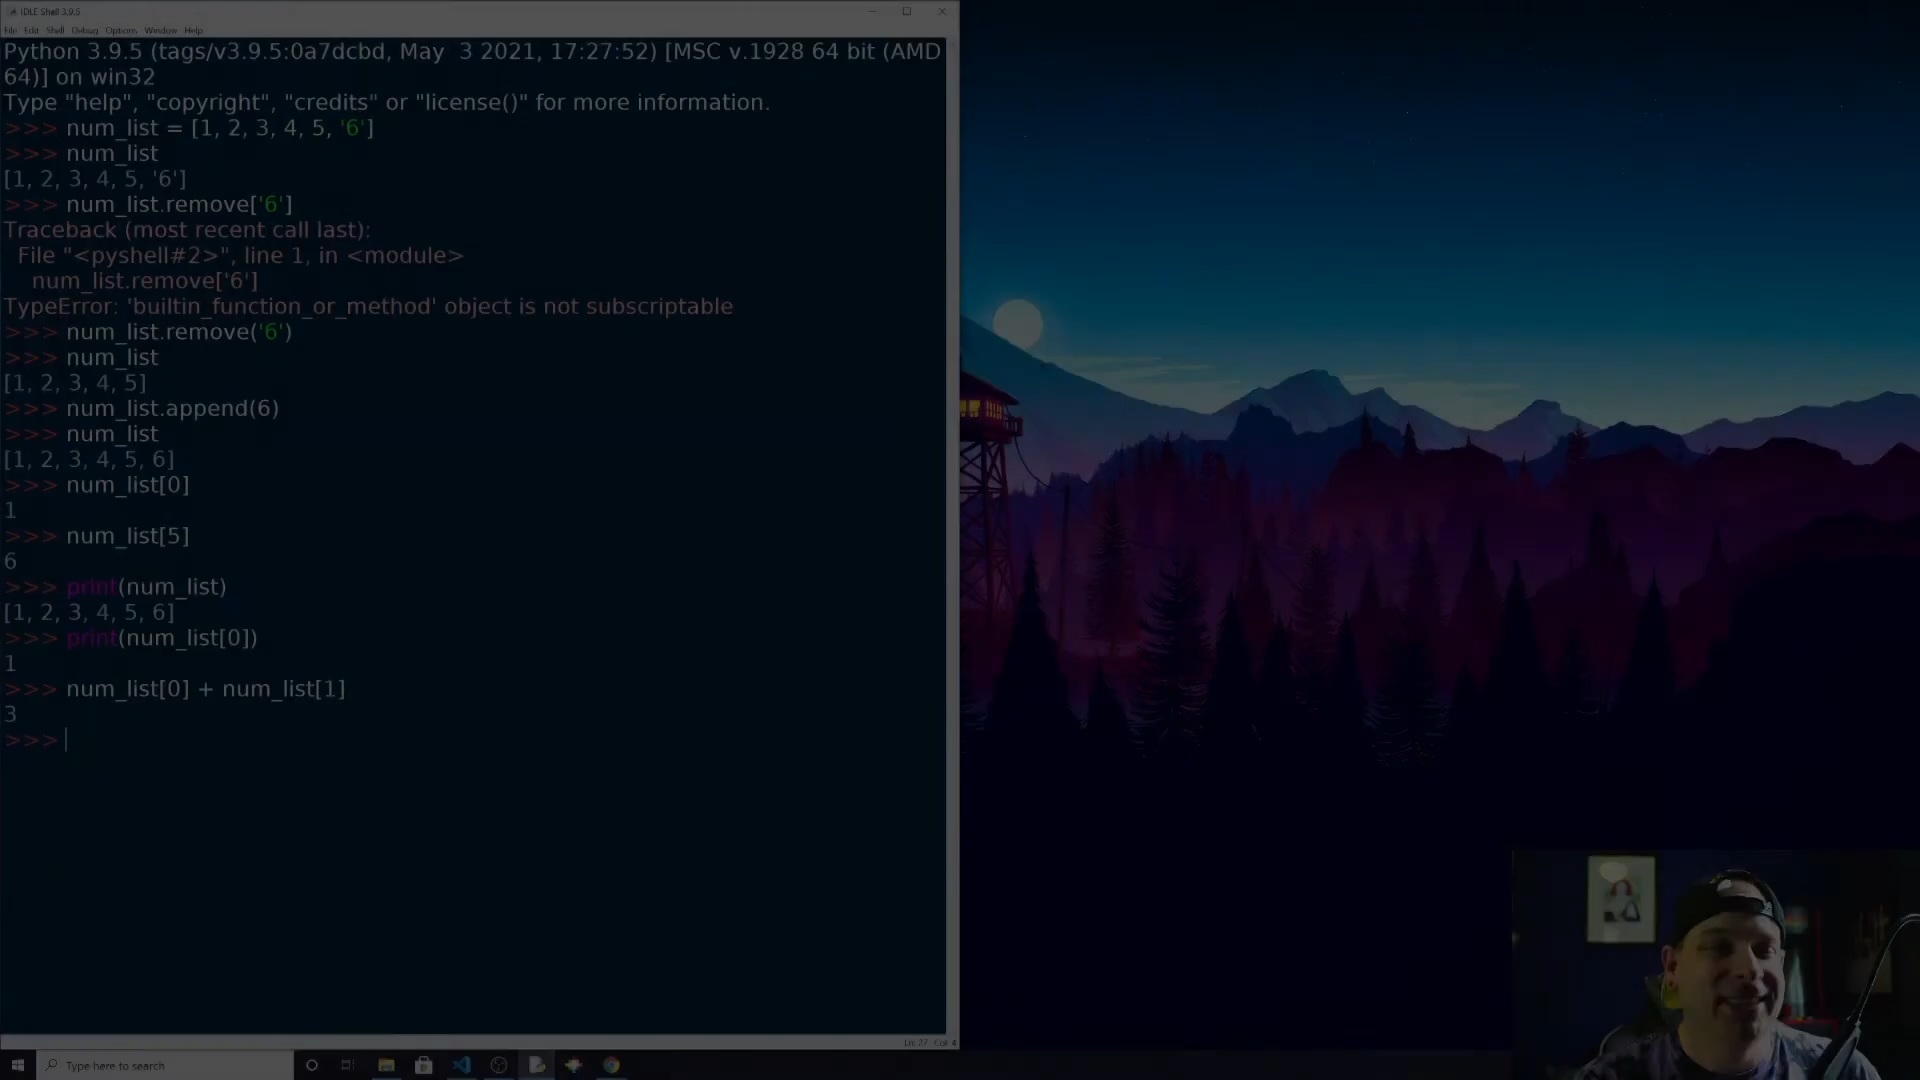 IDLE Shell 3.9.5
File Edit Shell Debug Options Window Help
Python 3.9.5 (tags/v3.9.5:0a7dcbd, May  3 2021, 17:27:52) [MSC v.1928 64 bit (AMD
64)] on win32
Type "help", "copyright", "credits" or "license()" for more information.
>>> num_list = [1, 2, 3, 4, 5, '6']
>>> num_list
[1, 2, 3, 4, 5, '6']
>>> num_list.remove['6']
Traceback (most recent call last):
  File "<pyshell#2>", line 1, in <module>
    num_list.remove['6']
TypeError: 'builtin_function_or_method' object is not subscriptable
>>> num_list.remove('6')
>>> num_list
[1, 2, 3, 4, 5]
>>> num_list.append(6)
>>> num_list
[1, 2, 3, 4, 5, 6]
>>> num_list[0]
1
>>> num_list[5]
6
>>> print(num_list)
[1, 2, 3, 4, 5, 6]
>>> print(num_list[0])
1
>>> num_list[0] + num_list[1]
3
>>>
Ln: 37 Col: 4
Type here to search